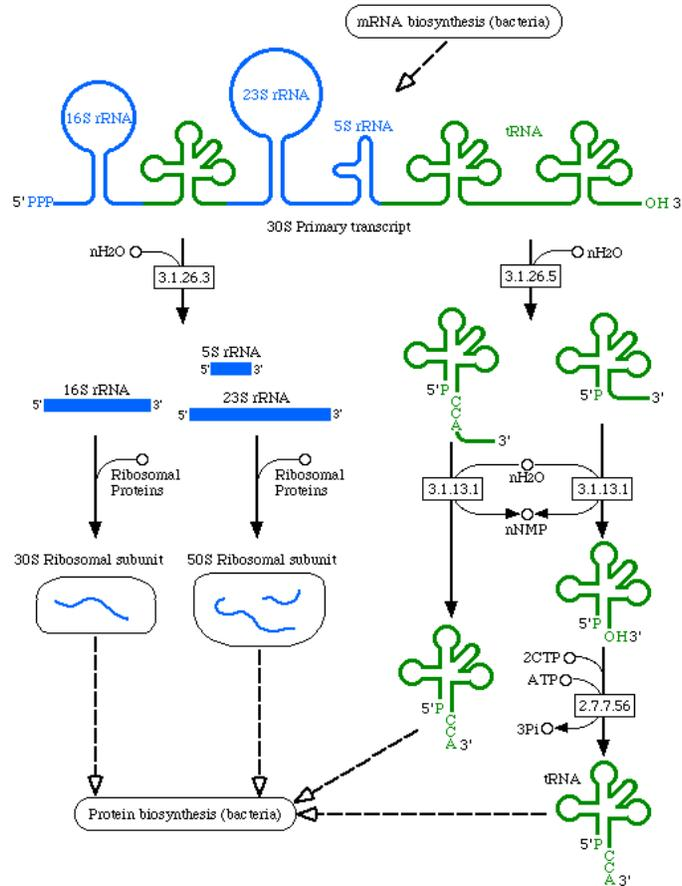 mRNA biosynthesis (bacteria)
16S rRNA
23S rRNA
5S rRNA
tRNA
5' PPP
OH 3
30S Primary transcript
nH2O
3.1.26.3
3.1.26.5
nH2O
5S rRNA
5' 3'
16S rRNA
5' 3'
23S rRNA
5' 3'
5'P
C
C
A
3'
5'P
3'
Ribosomal
Proteins
Ribosomal
Proteins
3.1.13.1
nH2O
3.1.13.1
nNMP
30S Ribosomal subunit
50S Ribosomal subunit
5'P
OH3'
2CTP
ATP
2.7.7.56
3Pi
5'P
C
C
A 3'
tRNA
Protein biosynthesis (bacteria)
5'P
C
C
A 3'